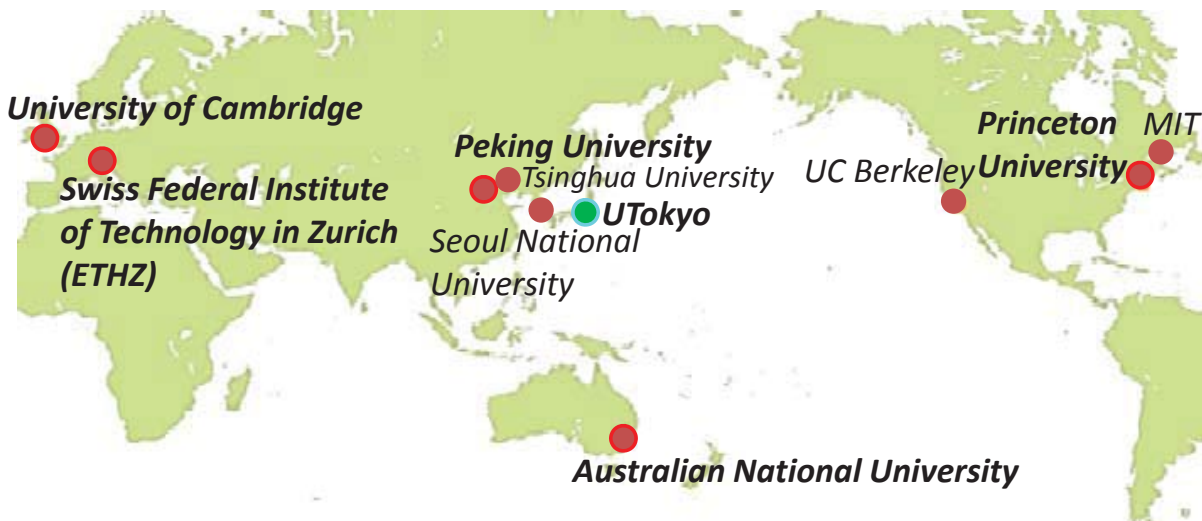 University of Cambridge
Swiss Federal Institute
of Technology in Zurich
(ETHZ)
Peking University
Tsinghua University
UTokyo
Seoul National
University
Australian National University
UC Berkeley
Princeton
University
MIT